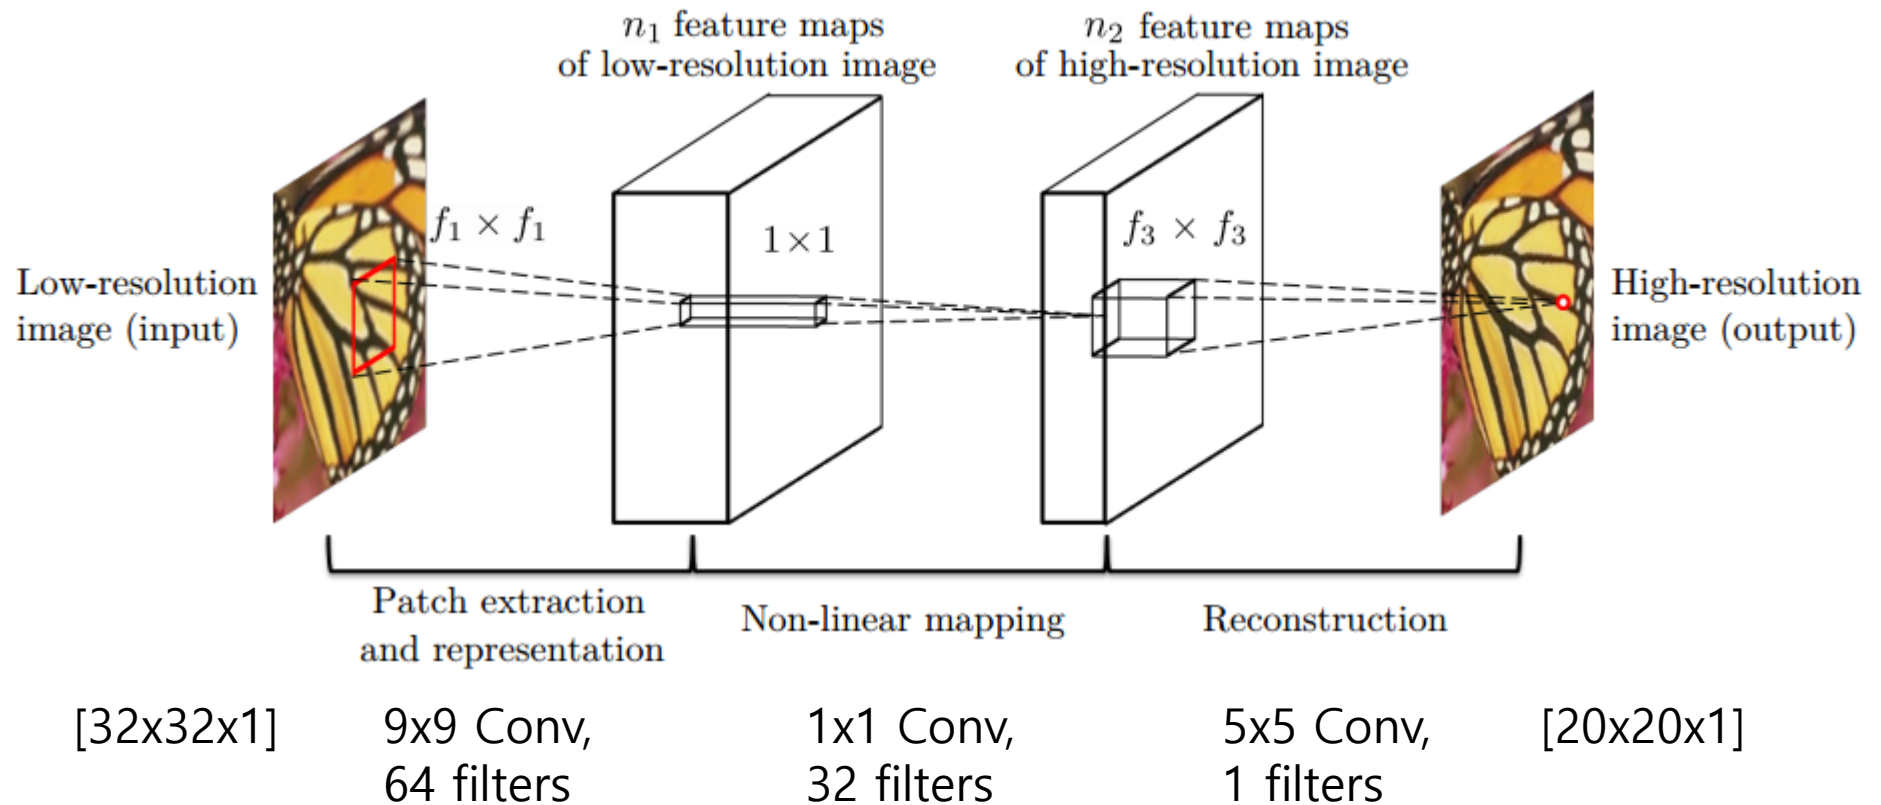 n₁ feature maps
of low-resolution image
n₂ feature maps
of high-resolution image
f₁ × f₁
1×1
f₃ × f₃
Low-resolution
image (input)
High-resolution
image (output)
Patch extraction
and representation
Non-linear mapping
Reconstruction
[32x32x1]
9x9 Conv,
64 filters
1x1 Conv,
32 filters
5x5 Conv,
1 filters
[20x20x1]